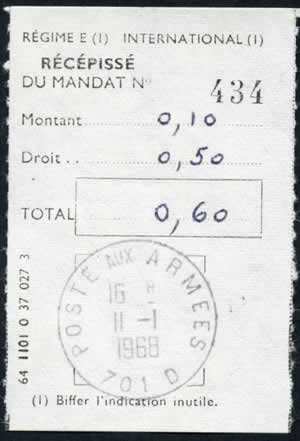 RÉGIME E (1) INTERNATIONAL (1)
RÉCÉPISSÉ
DU MANDAT N° 434
Montant 0,10
Droit . . 0,50
TOTAL 0,60
POSTE AUX ARMEES
16 H
11 -1
1968
701 D
64 1101 0 37 027 3
(1) Biffer l'indication inutile.